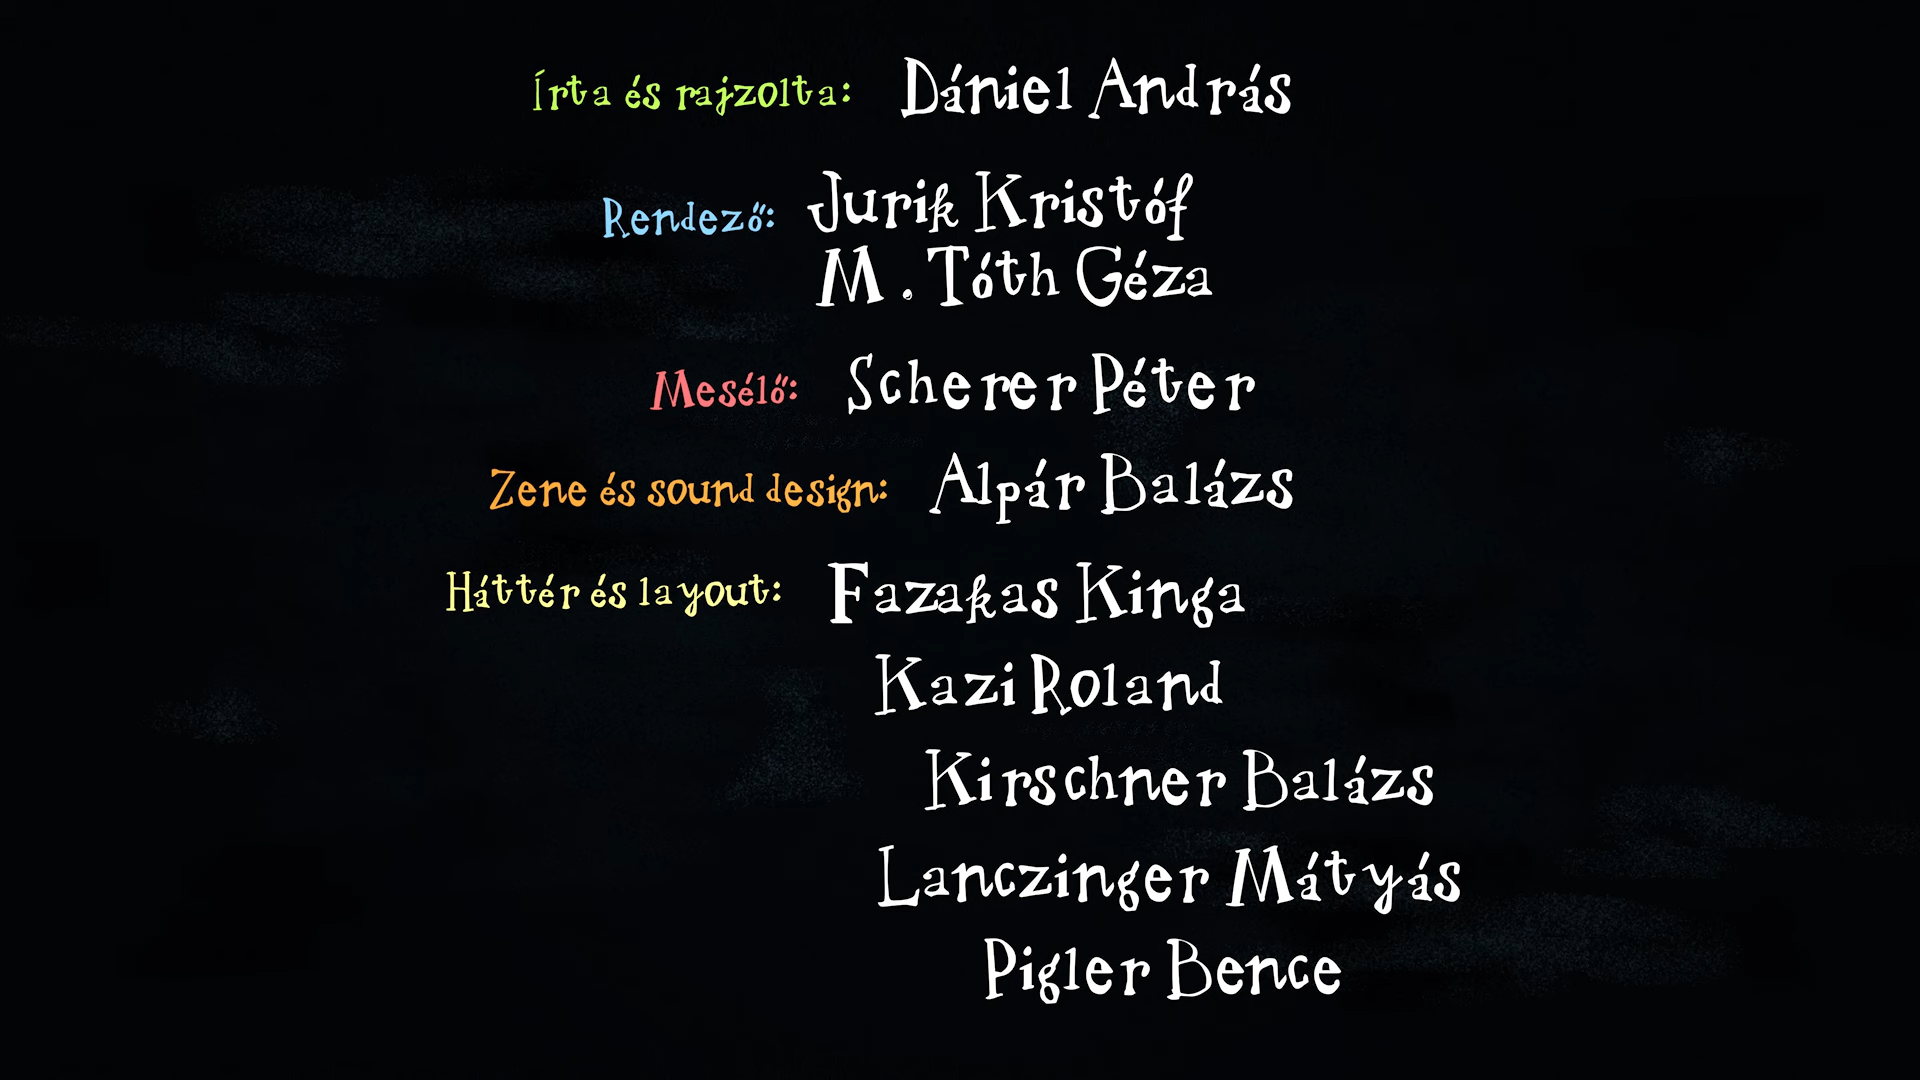 Írta és rajzolta: Dániel András
Rendező: Jurik Kristóf
M. Tóth Géza
Mesélő: Scherer Péter
Zene és sound design: Alpár Balázs
Háttér és layout: Fazakas Kinga
Kazi Roland
Kirschner Balázs
Lanczinger Mátyás
Pigler Bence